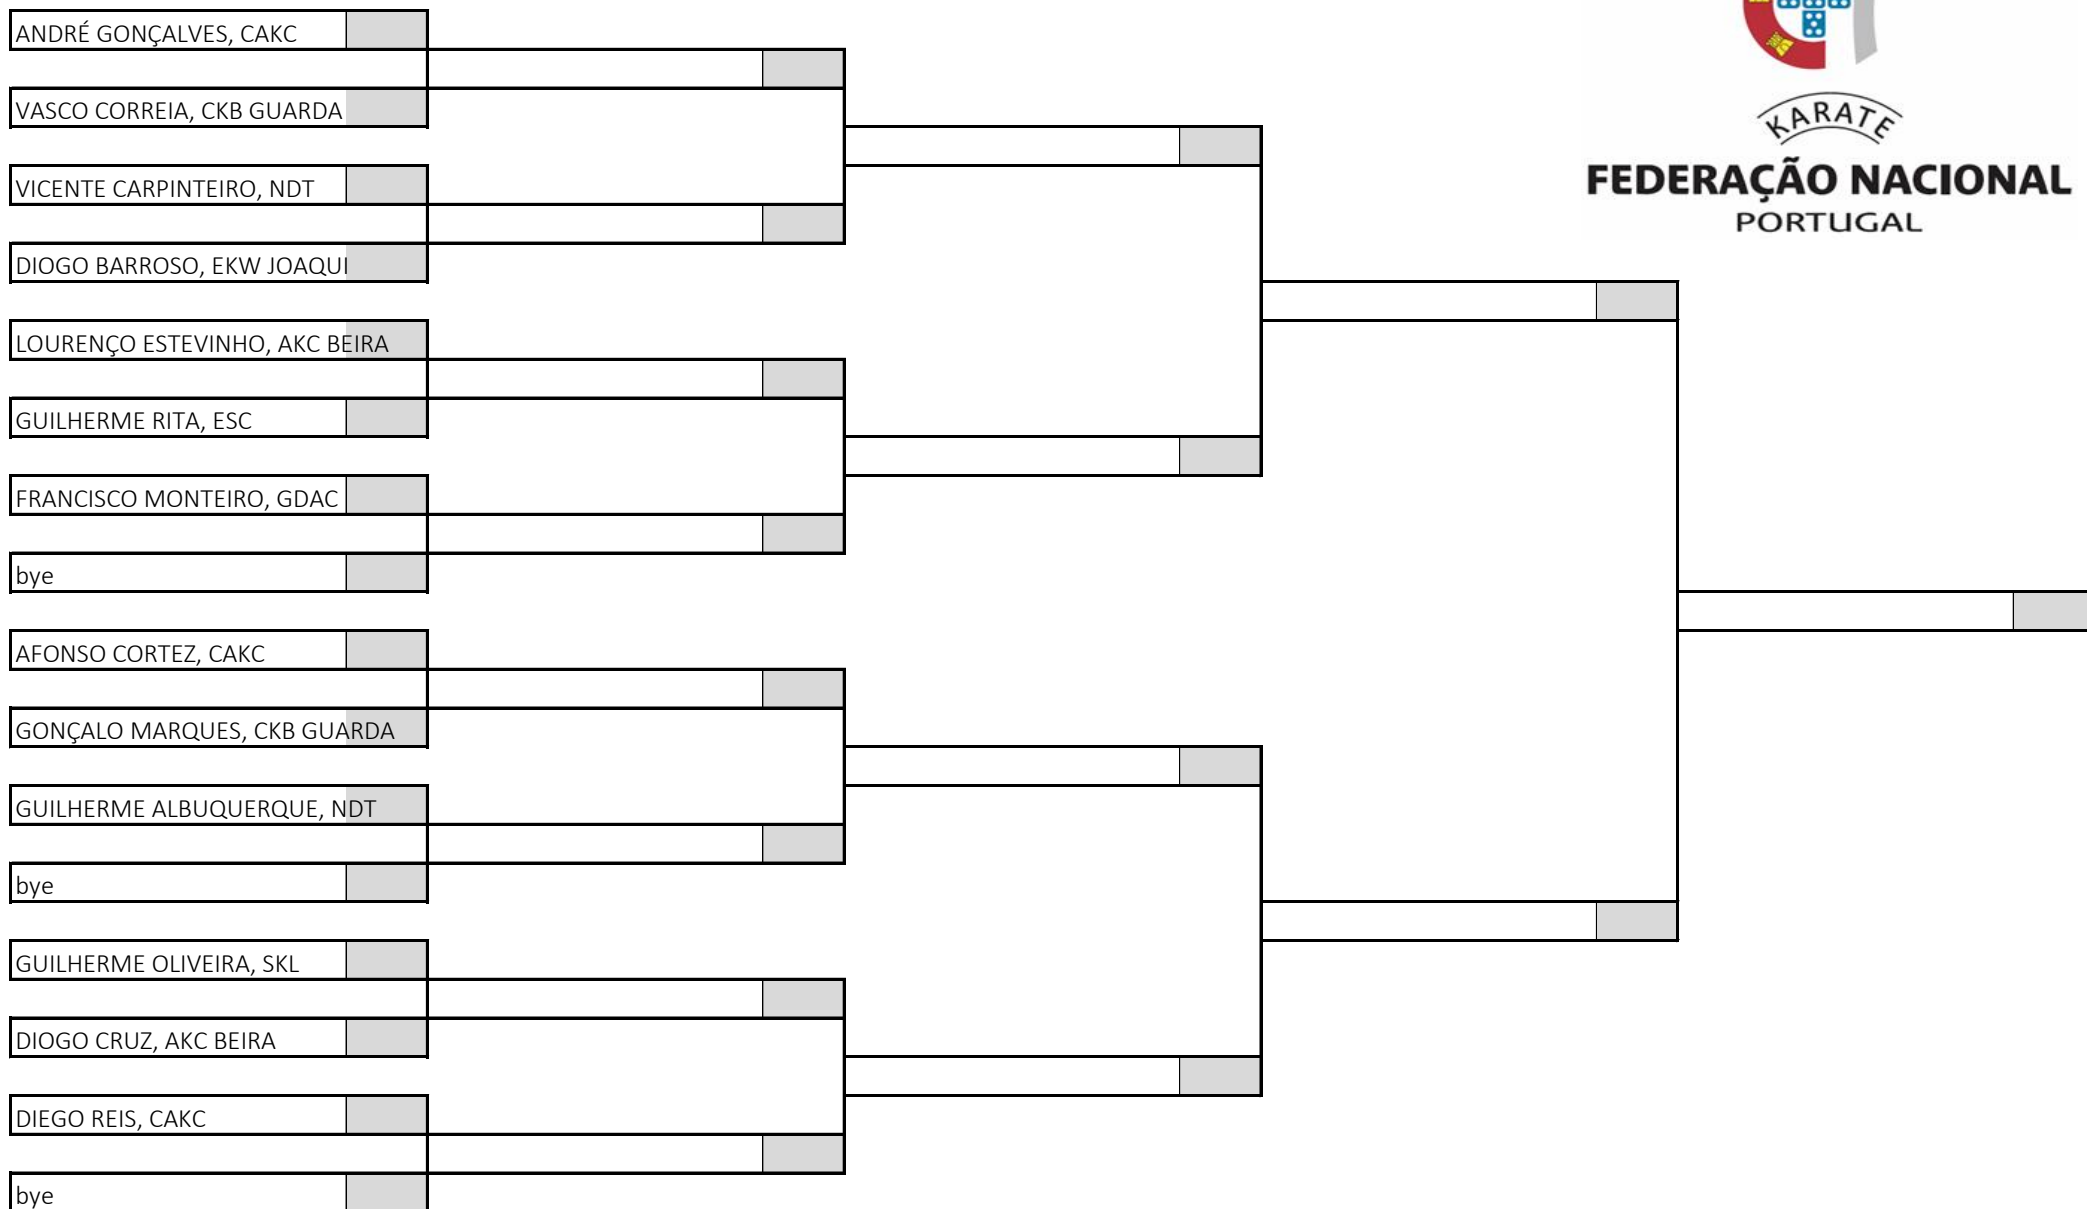 ANDRÉ GONÇALVES, CAKC
VASCO CORREIA, CKB GUARDA
VICENTE CARPINTEIRO, NDT
DIOGO BARROSO, EKW JOAQUI
LOURENÇO ESTEVINHO, AKC BEIRA
GUILHERME RITA, ESC
FRANCISCO MONTEIRO, GDAC
bye
AFONSO CORTEZ, CAKC
GONÇALO MARQUES, CKB GUARDA
GUILHERME ALBUQUERQUE, NDT
bye
GUILHERME OLIVEIRA, SKL
DIOGO CRUZ, AKC BEIRA
DIEGO REIS, CAKC
bye
KARATE
FEDERAÇÃO NACIONAL
PORTUGAL